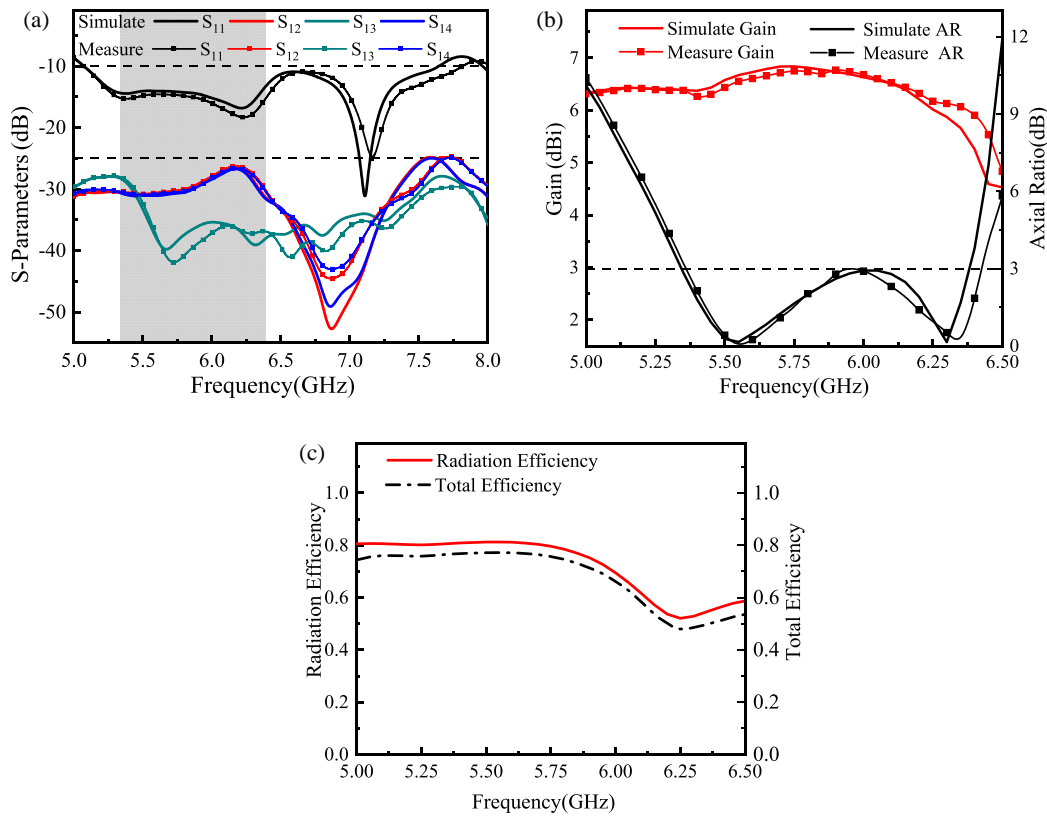 (a)
Simulate S11 S12 S13 S14
Measure S11 S12 S13 S14
-10
-20
-30
-40
-50
S-Parameters (dB)
5.0 5.5 6.0 6.5 7.0 7.5 8.0
Frequency(GHz)
(b)
Simulate Gain Simulate AR
Measure Gain Measure AR
7
6
5
4
3
2
Gain (dBi)
12
9
6
3
0
Axial Ratio(dB)
5.00 5.25 5.50 5.75 6.00 6.25 6.50
Frequency(GHz)
(c)
Radiation Efficiency
Total Efficiency
1.0
0.8
0.6
0.4
0.2
0.0
Radiation Efficiency
1.0
0.8
0.6
0.4
0.2
0.0
Total Efficiency
5.00 5.25 5.50 5.75 6.00 6.25 6.50
Frequency(GHz)